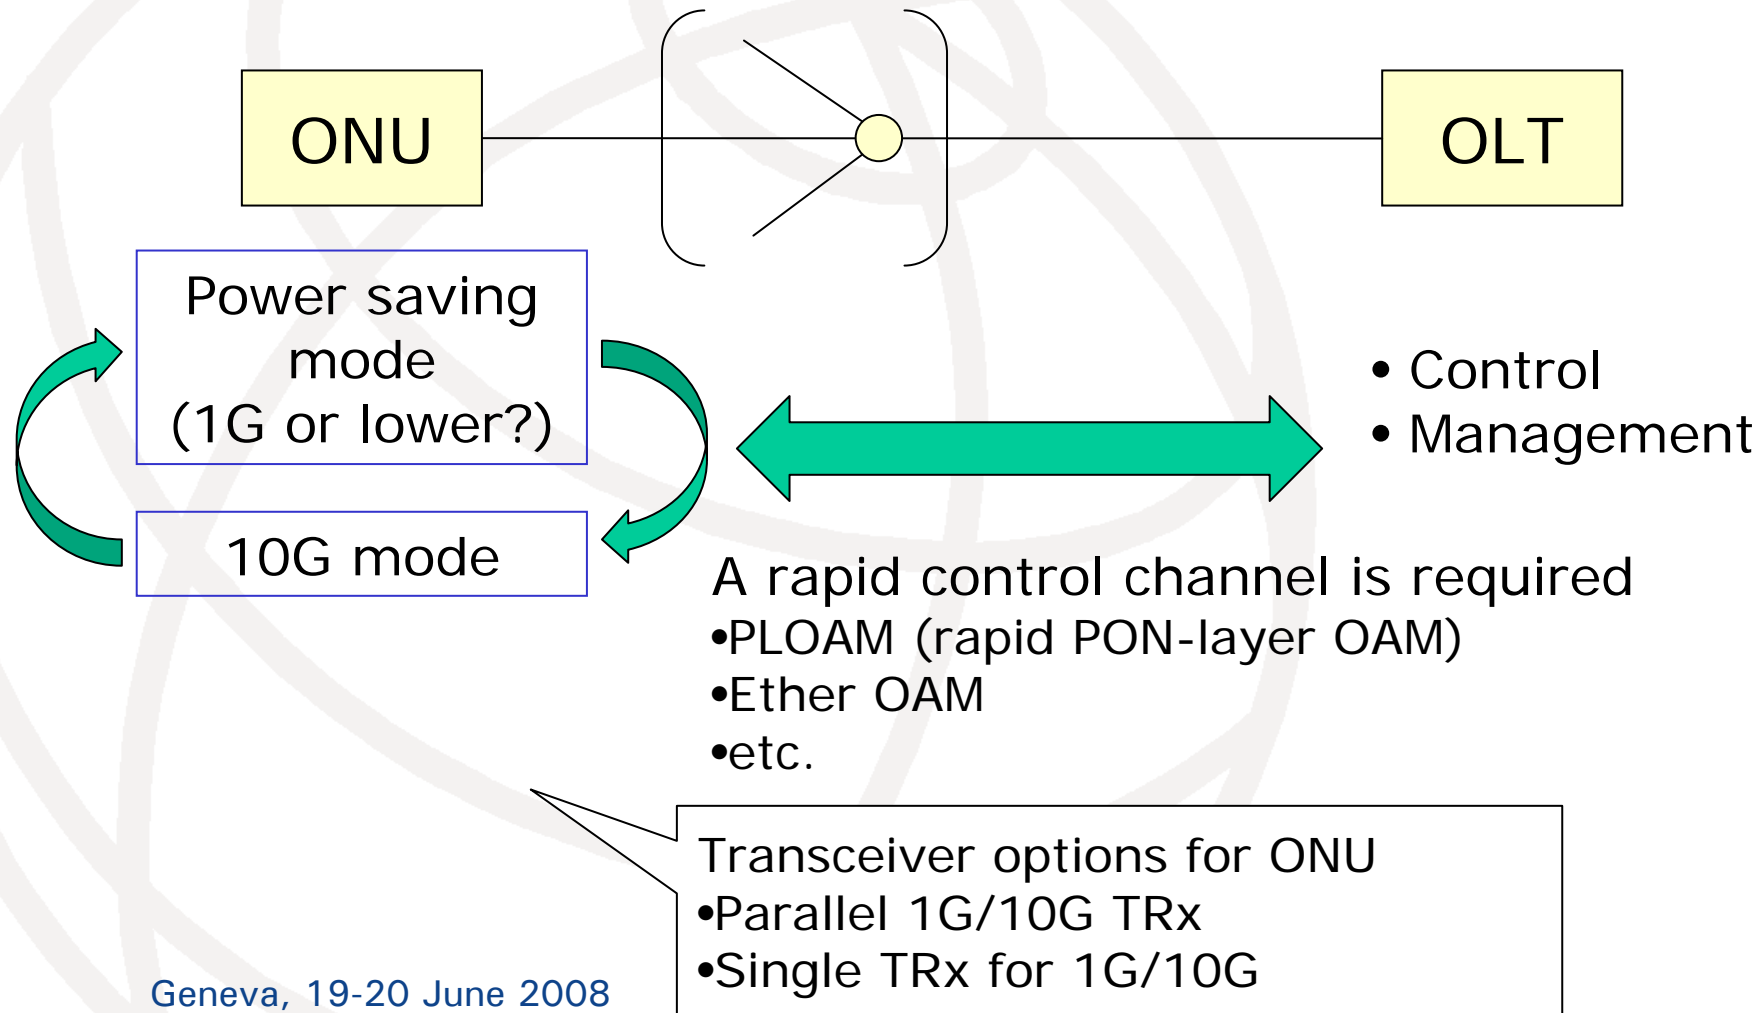 ONU
OLT
Power saving
mode
(1G or lower?)
10G mode
• Control
• Management
A rapid control channel is required
•PLOAM (rapid PON-layer OAM)
•Ether OAM
•etc.
Transceiver options for ONU
•Parallel 1G/10G TRx
•Single TRx for 1G/10G
Geneva, 19-20 June 2008